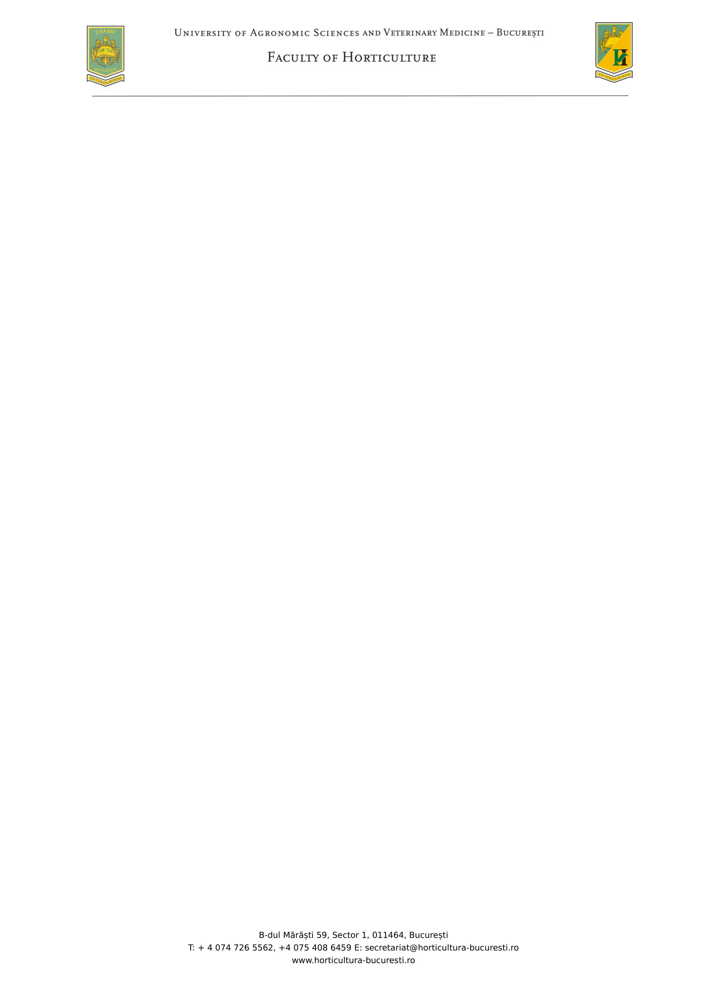 USAMV
1852
BUCUREȘTI
EX·TERRA·AVRVM
University of Agronomic Sciences and Veterinary Medicine – București
Faculty of Horticulture
H
EX·TERRA·AVRVM
B-dul Mărăști 59, Sector 1, 011464, București
T: + 4 074 726 5562, +4 075 408 6459 E: secretariat@horticultura-bucuresti.ro
www.horticultura-bucuresti.ro